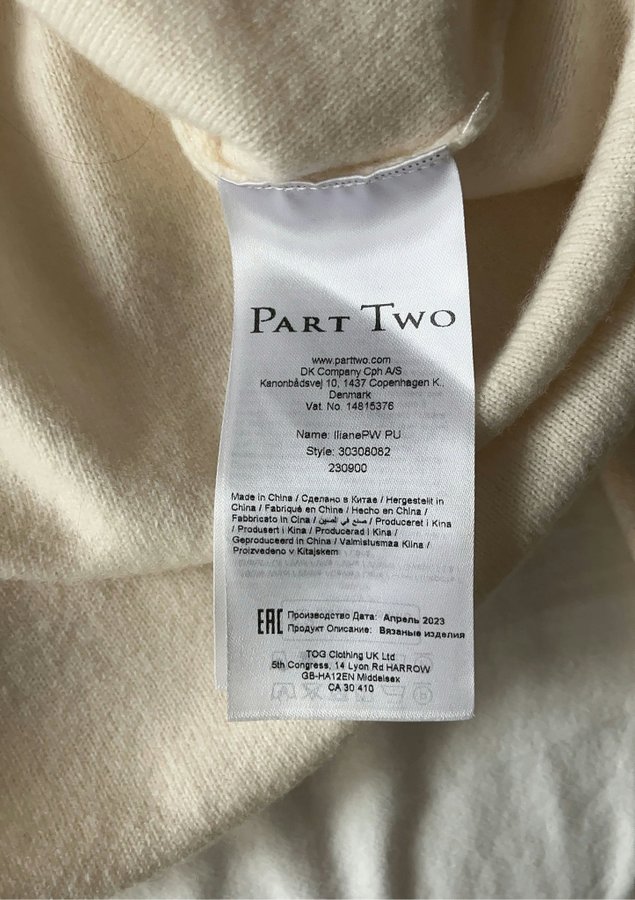 PART TWO
www.parttwo.com
DK Company Cph A/S
Kanonbådsvej 10, 1437 Copenhagen K.,
Denmark
Vat. No. 14815376
Name: IlianePW PU
Style: 30308082
230900
Made in China / Сделано в Китае / Hergestellt in
China / Fabriqué en Chine / Hecho en China /
Fabbricato in Cina / صنع في الصين / Produceret i Kina
/ Produsert i Kina / Producerad i Kina /
Geproduceerd in China / Valmistusmaa Kiina /
Proizvedeno v Kitajskem
EAC Производство Дата: Апрель 2023
Продукт Описание: Вязаные изделия
TOG Clothing UK Ltd
5th Congress, 14 Lyon Rd HARROW
GB-HA12EN Middelsex
CA 30 410